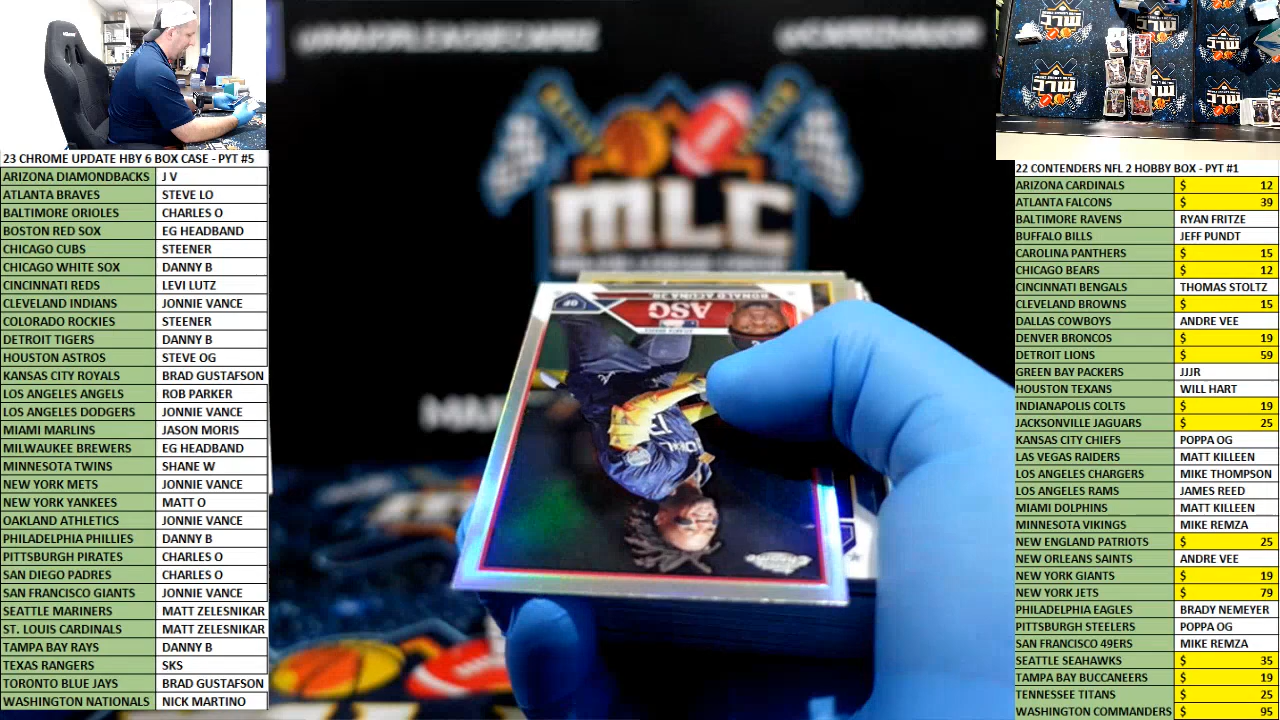 23 CHROME UPDATE HBY 6 BOX CASE - PYT #5
ARIZONA DIAMONDBACKS J V
ATLANTA BRAVES STEVE LO
BALTIMORE ORIOLES CHARLES O
BOSTON RED SOX EG HEADBAND
CHICAGO CUBS STEENER
CHICAGO WHITE SOX DANNY B
CINCINNATI REDS LEVI LUTZ
CLEVELAND INDIANS JONNIE VANCE
COLORADO ROCKIES STEENER
DETROIT TIGERS DANNY B
HOUSTON ASTROS STEVE OG
KANSAS CITY ROYALS BRAD GUSTAFSON
LOS ANGELES ANGELS ROB PARKER
LOS ANGELES DODGERS JONNIE VANCE
MIAMI MARLINS JASON MORIS
MILWAUKEE BREWERS EG HEADBAND
MINNESOTA TWINS SHANE W
NEW YORK METS JONNIE VANCE
NEW YORK YANKEES MATT O
OAKLAND ATHLETICS JONNIE VANCE
PHILADELPHIA PHILLIES DANNY B
PITTSBURGH PIRATES CHARLES O
SAN DIEGO PADRES CHARLES O
SAN FRANCISCO GIANTS JONNIE VANCE
SEATTLE MARINERS MATT ZELESNIKAR
ST. LOUIS CARDINALS MATT ZELESNIKAR
TAMPA BAY RAYS DANNY B
TEXAS RANGERS SKS
TORONTO BLUE JAYS BRAD GUSTAFSON
WASHINGTON NATIONALS NICK MARTINO
MLC
RONALD ACUÑA JR.
ASG
OF
Chrome
22 CONTENDERS NFL 2 HOBBY BOX - PYT #1
ARIZONA CARDINALS $ 12
ATLANTA FALCONS $ 39
BALTIMORE RAVENS RYAN FRITZE
BUFFALO BILLS JEFF PUNDT
CAROLINA PANTHERS $ 15
CHICAGO BEARS $ 12
CINCINNATI BENGALS THOMAS STOLTZ
CLEVELAND BROWNS $ 15
DALLAS COWBOYS ANDRE VEE
DENVER BRONCOS $ 19
DETROIT LIONS $ 59
GREEN BAY PACKERS JJJR
HOUSTON TEXANS WILL HART
INDIANAPOLIS COLTS $ 19
JACKSONVILLE JAGUARS $ 25
KANSAS CITY CHIEFS POPPA OG
LAS VEGAS RAIDERS MATT KILLEEN
LOS ANGELES CHARGERS MIKE THOMPSON
LOS ANGELES RAMS JAMES REED
MIAMI DOLPHINS MATT KILLEEN
MINNESOTA VIKINGS MIKE REMZA
NEW ENGLAND PATRIOTS $ 25
NEW ORLEANS SAINTS ANDRE VEE
NEW YORK GIANTS $ 19
NEW YORK JETS $ 79
PHILADELPHIA EAGLES BRADY NEMEYER
PITTSBURGH STEELERS POPPA OG
SAN FRANCISCO 49ERS MIKE REMZA
SEATTLE SEAHAWKS $ 35
TAMPA BAY BUCCANEERS $ 19
TENNESSEE TITANS $ 25
WASHINGTON COMMANDERS $ 95